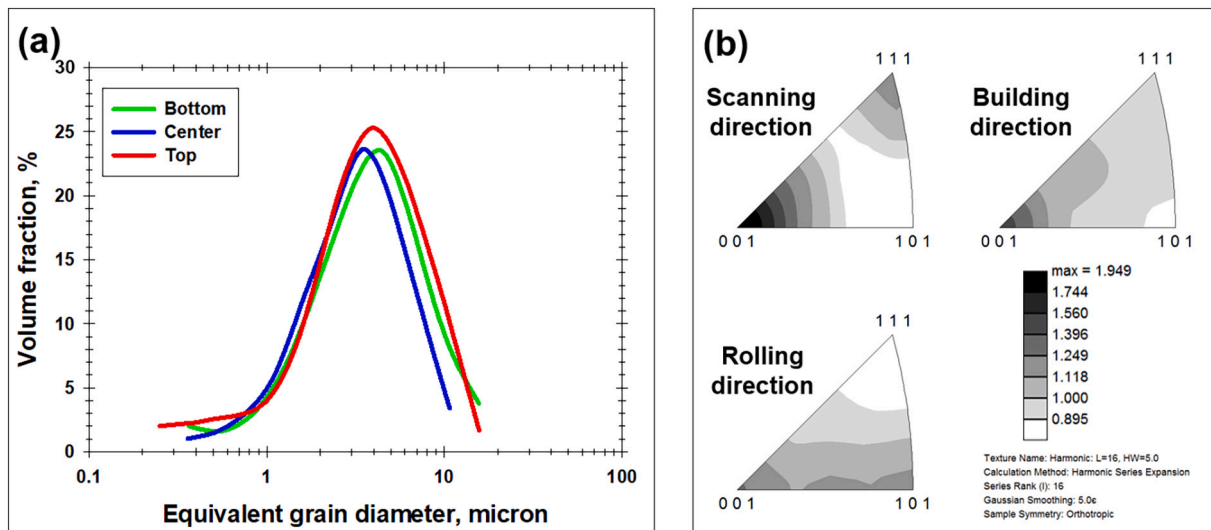 (a)
30
25
20
15
10
5
0
0.1
1
10
100
Volume fraction, %
Equivalent grain diameter, micron
Bottom
Center
Top
(b)
Scanning
direction
1 1 1
0 0 1
1 0 1
Building
direction
1 1 1
0 0 1
1 0 1
Rolling
direction
1 1 1
0 0 1
1 0 1
max = 1.949
1.744
1.560
1.396
1.249
1.118
1.000
0.895
Texture Name: Harmonic: L=16, HW=5.0
Calculation Method: Harmonic Series Expansion
Series Rank (l): 16
Gaussian Smoothing: 5.0є
Sample Symmetry: Orthotropic